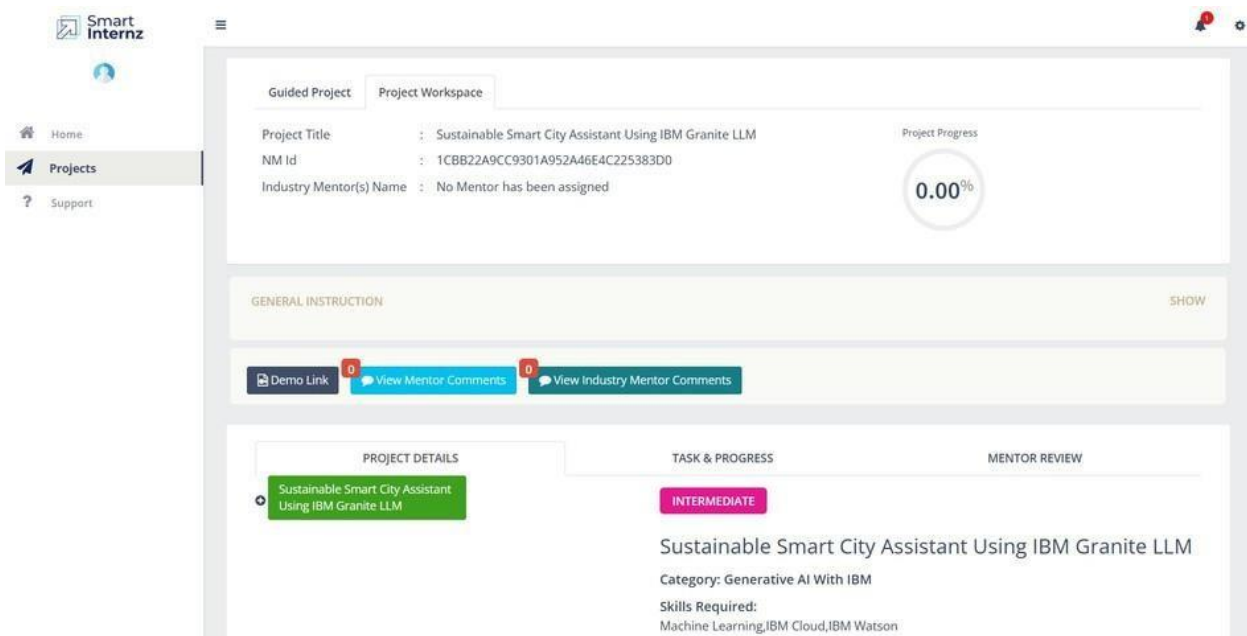 Smart
Internz
1
Home
Projects
Support
Guided Project Project Workspace
Project Title : Sustainable Smart City Assistant Using IBM Granite LLM
NM Id : 1CBB22A9CC9301A952A46E4C225383D0
Industry Mentor(s) Name : No Mentor has been assigned
Project Progress
0.00%
GENERAL INSTRUCTION SHOW
Demo Link 0 View Mentor Comments 0 View Industry Mentor Comments
PROJECT DETAILS TASK & PROGRESS MENTOR REVIEW
Sustainable Smart City Assistant
Using IBM Granite LLM
INTERMEDIATE
Sustainable Smart City Assistant Using IBM Granite LLM
Category: Generative AI With IBM
Skills Required:
Machine Learning,IBM Cloud,IBM Watson